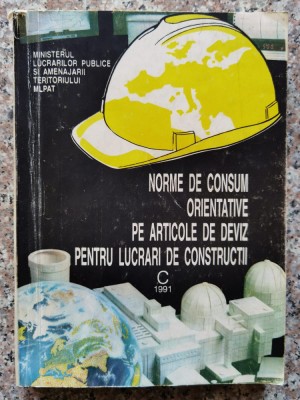 MINISTERUL
LUCRARILOR PUBLICE
SI AMENAJARII
TERITORIULUI
MLPAT
NORME DE CONSUM
ORIENTATIVE
PE ARTICOLE DE DEVIZ
PENTRU LUCRARI DE CONSTRUCTII
C
1991